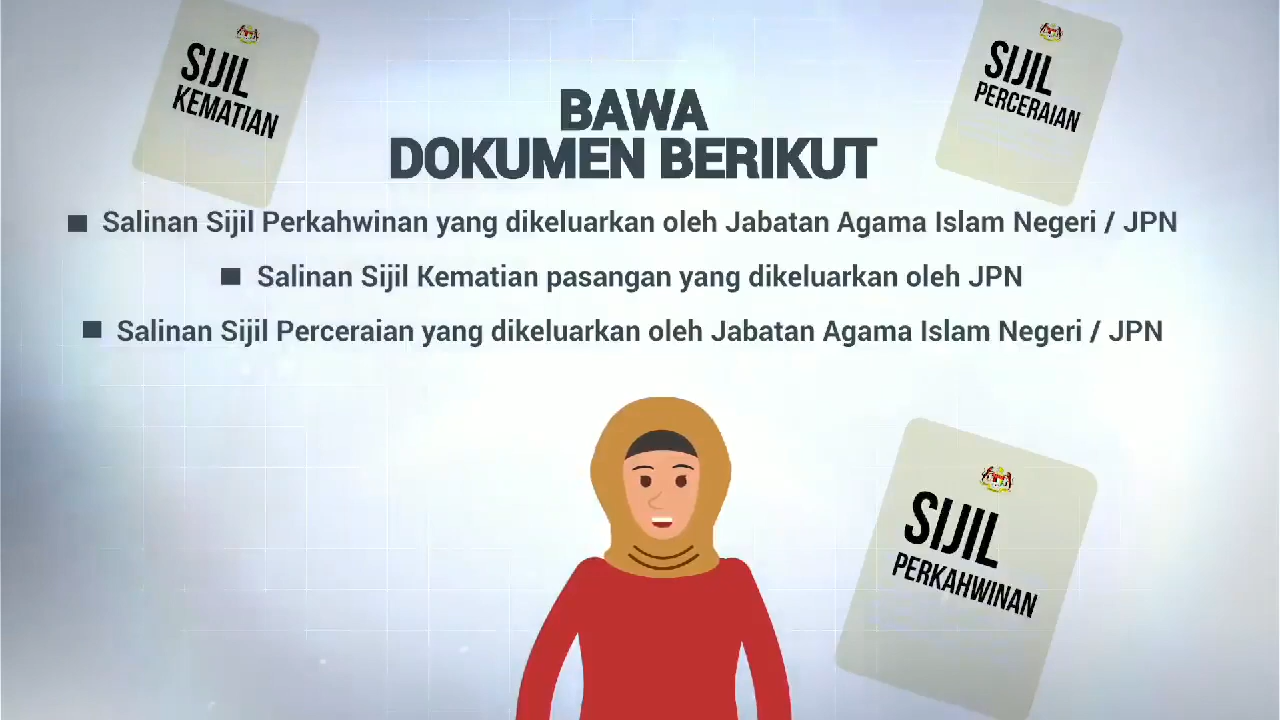 SIJIL
KEMATIAN
SIJIL
PERCERAIAN
BAWA
DOKUMEN BERIKUT
Salinan Sijil Perkahwinan yang dikeluarkan oleh Jabatan Agama Islam Negeri / JPN
Salinan Sijil Kematian pasangan yang dikeluarkan oleh JPN
Salinan Sijil Perceraian yang dikeluarkan oleh Jabatan Agama Islam Negeri / JPN
SIJIL
PERKAHWINAN